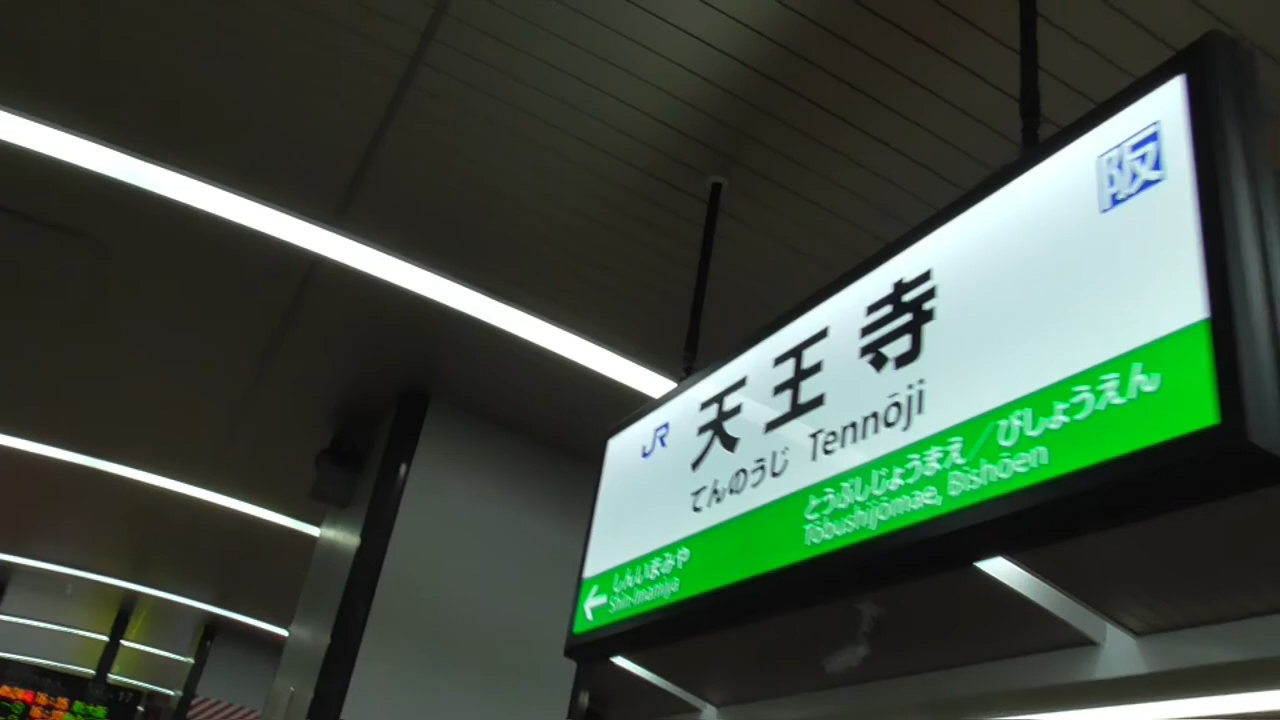 阪
JR
天王寺
てんのうじ Tennōji
とうぶしじょうまえ／びしょうえん
Tōbushijōmae, Bishōen
← しんいまみや
Shin-Imamiya